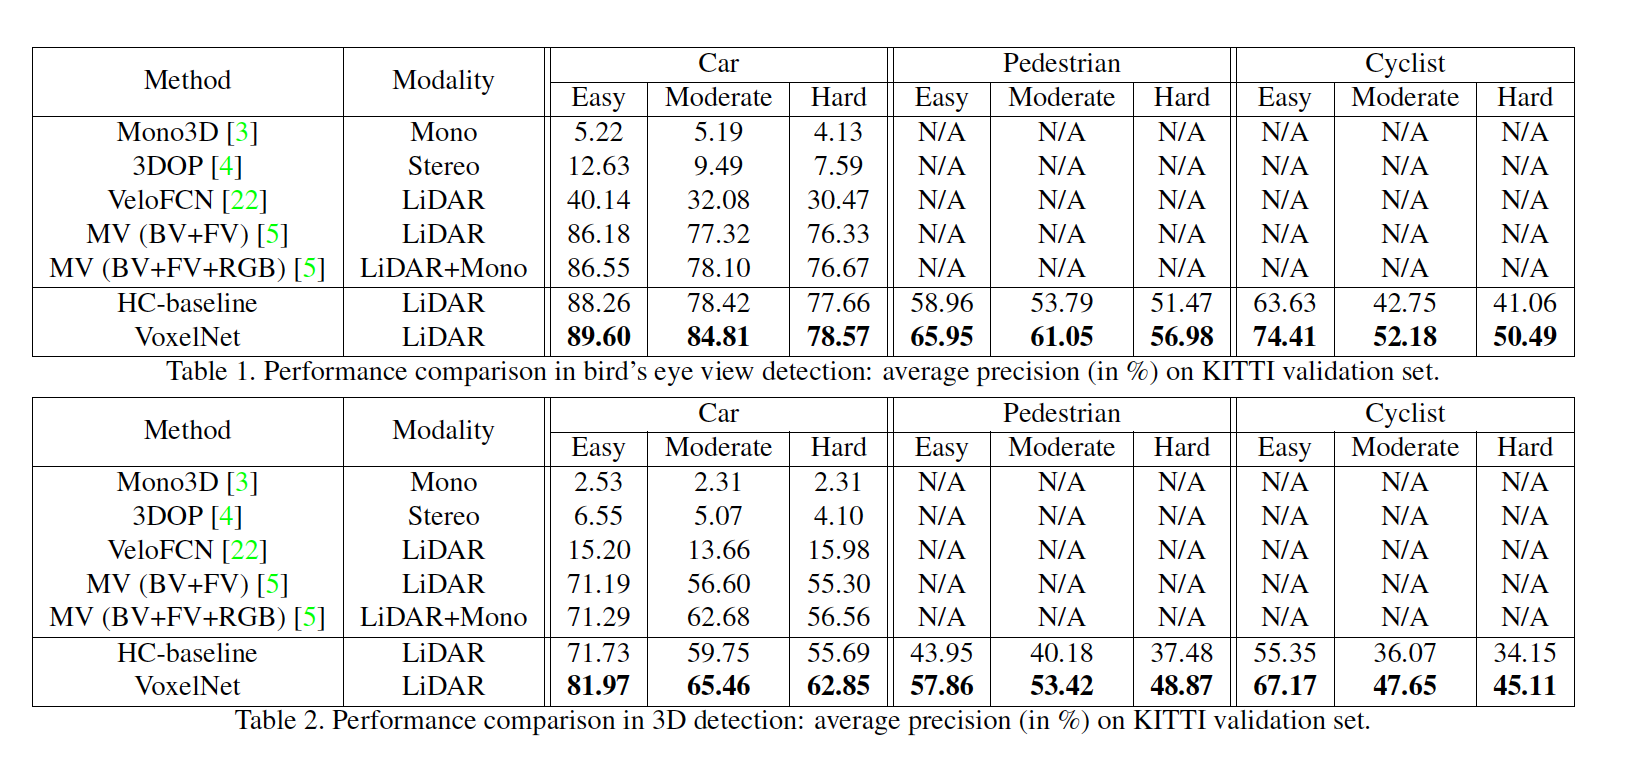 Method Modality Car Pedestrian Cyclist
Easy Moderate Hard Easy Moderate Hard Easy Moderate Hard
Mono3D [3] Mono 5.22 5.19 4.13 N/A N/A N/A N/A N/A N/A
3DOP [4] Stereo 12.63 9.49 7.59 N/A N/A N/A N/A N/A N/A
VeloFCN [22] LiDAR 40.14 32.08 30.47 N/A N/A N/A N/A N/A N/A
MV (BV+FV) [5] LiDAR 86.18 77.32 76.33 N/A N/A N/A N/A N/A N/A
MV (BV+FV+RGB) [5] LiDAR+Mono 86.55 78.10 76.67 N/A N/A N/A N/A N/A N/A
HC-baseline LiDAR 88.26 78.42 77.66 58.96 53.79 51.47 63.63 42.75 41.06
VoxelNet LiDAR 89.60 84.81 78.57 65.95 61.05 56.98 74.41 52.18 50.49
Table 1. Performance comparison in bird's eye view detection: average precision (in %) on KITTI validation set.
Method Modality Car Pedestrian Cyclist
Easy Moderate Hard Easy Moderate Hard Easy Moderate Hard
Mono3D [3] Mono 2.53 2.31 2.31 N/A N/A N/A N/A N/A N/A
3DOP [4] Stereo 6.55 5.07 4.10 N/A N/A N/A N/A N/A N/A
VeloFCN [22] LiDAR 15.20 13.66 15.98 N/A N/A N/A N/A N/A N/A
MV (BV+FV) [5] LiDAR 71.19 56.60 55.30 N/A N/A N/A N/A N/A N/A
MV (BV+FV+RGB) [5] LiDAR+Mono 71.29 62.68 56.56 N/A N/A N/A N/A N/A N/A
HC-baseline LiDAR 71.73 59.75 55.69 43.95 40.18 37.48 55.35 36.07 34.15
VoxelNet LiDAR 81.97 65.46 62.85 57.86 53.42 48.87 67.17 47.65 45.11
Table 2. Performance comparison in 3D detection: average precision (in %) on KITTI validation set.